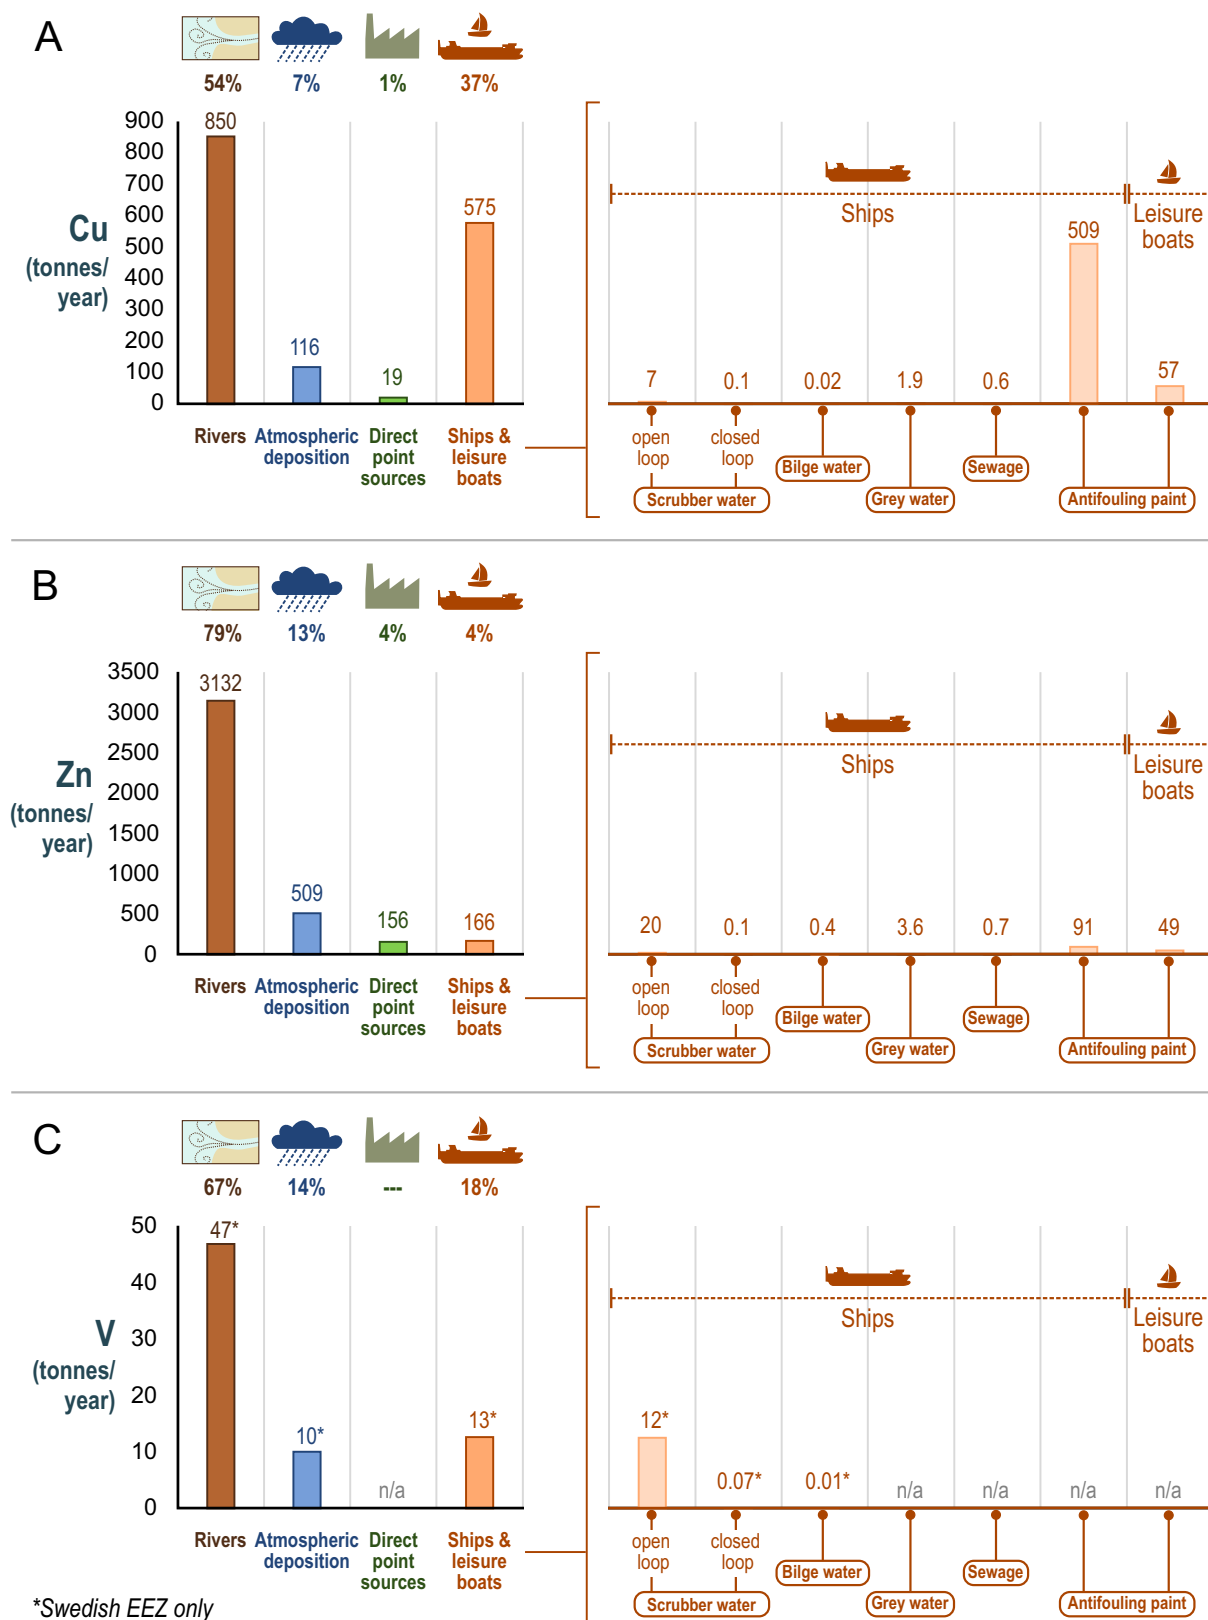 A
54% 7% 1% 37%
900
800
700
600
500
400
300
200
100
0
Cu
(tonnes/
year)
850
116
19
575
Rivers
Atmospheric
deposition
Direct
point
sources
Ships &
leisure
boats
Ships
Leisure
boats
7 0.1 0.02 1.9 0.6 509 57
open
loop
closed
loop
Scrubber water
Bilge water
Grey water
Sewage
Antifouling paint
B
79% 13% 4% 4%
3500
3000
2500
2000
1500
1000
500
0
Zn
(tonnes/
year)
3132
509
156
166
Rivers
Atmospheric
deposition
Direct
point
sources
Ships &
leisure
boats
Ships
Leisure
boats
20 0.1 0.4 3.6 0.7 91 49
open
loop
closed
loop
Scrubber water
Bilge water
Grey water
Sewage
Antifouling paint
C
67% 14% --- 18%
50
40
30
20
10
0
V
(tonnes/
year)
47*
10*
n/a
13*
Rivers
Atmospheric
deposition
Direct
point
sources
Ships &
leisure
boats
Ships
Leisure
boats
12* 0.07* 0.01* n/a n/a n/a n/a
open
loop
closed
loop
Scrubber water
Bilge water
Grey water
Sewage
Antifouling paint
*Swedish EEZ only